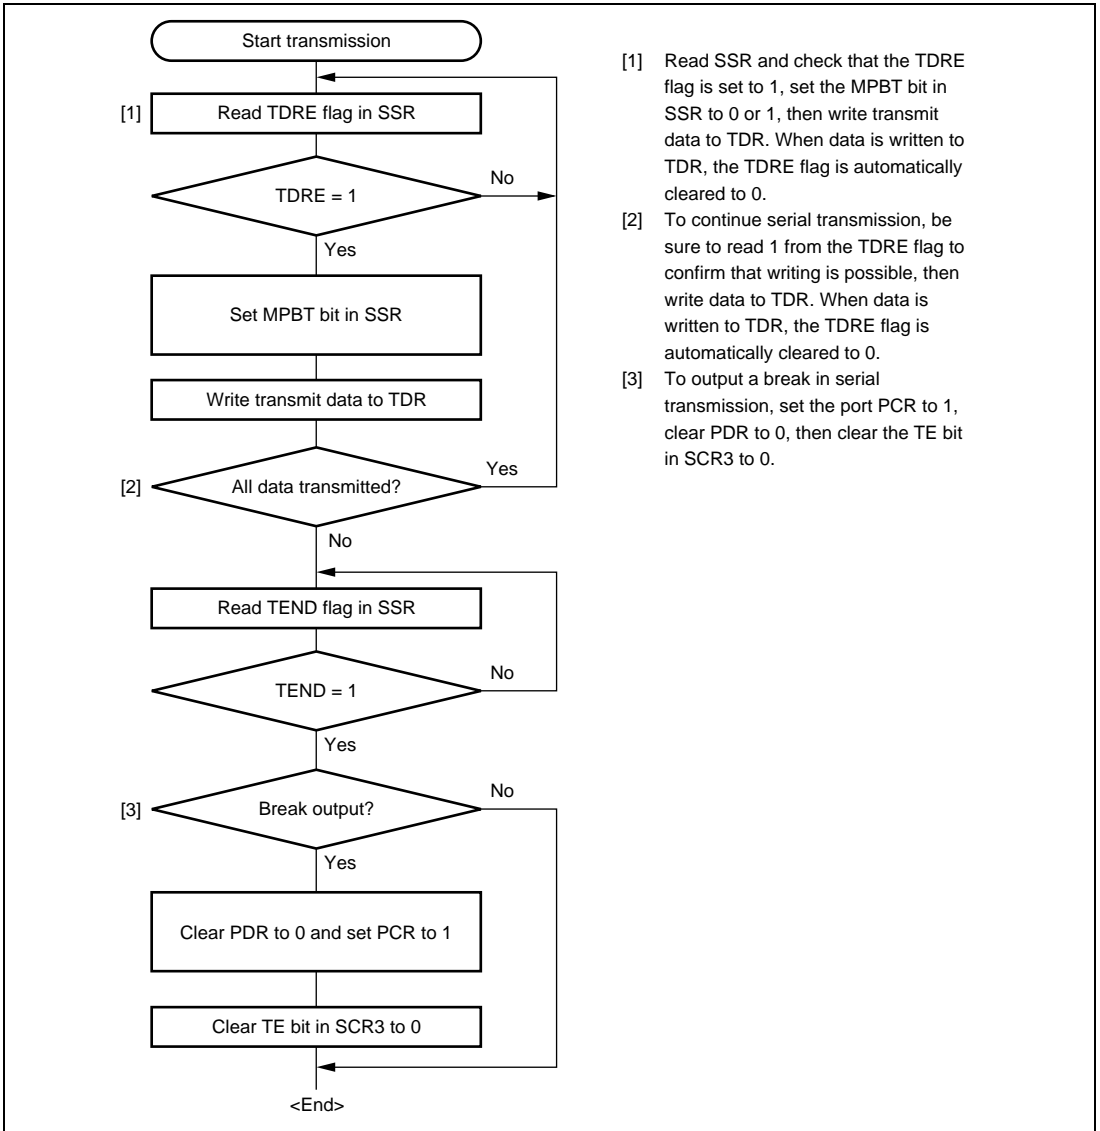 Start transmission
[1] Read TDRE flag in SSR
TDRE = 1
No
Yes
Set MPBT bit in SSR
Write transmit data to TDR
[2] All data transmitted?
Yes
No
Read TEND flag in SSR
TEND = 1
No
Yes
[3] Break output?
No
Yes
Clear PDR to 0 and set PCR to 1
Clear TE bit in SCR3 to 0
<End>
[1] Read SSR and check that the TDRE
flag is set to 1, set the MPBT bit in
SSR to 0 or 1, then write transmit
data to TDR. When data is written to
TDR, the TDRE flag is automatically
cleared to 0.
[2] To continue serial transmission, be
sure to read 1 from the TDRE flag to
confirm that writing is possible, then
write data to TDR. When data is
written to TDR, the TDRE flag is
automatically cleared to 0.
[3] To output a break in serial
transmission, set the port PCR to 1,
clear PDR to 0, then clear the TE bit
in SCR3 to 0.